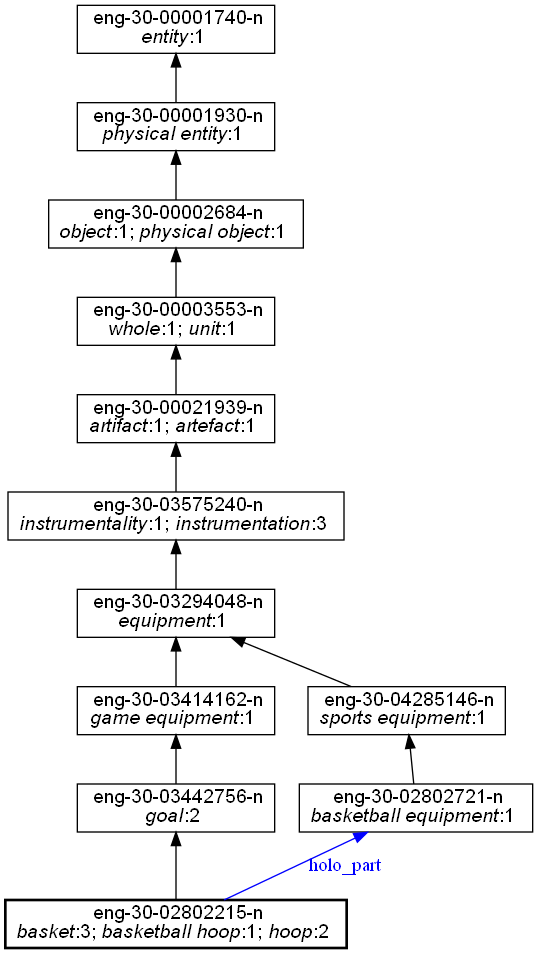 eng-30-00001740-n
entity:1
eng-30-00001930-n
physical entity:1
eng-30-00002684-n
object:1; physical object:1
eng-30-00003553-n
whole:1; unit:1
eng-30-00021939-n
artifact:1; artefact:1
eng-30-03575240-n
instrumentality:1; instrumentation:3
eng-30-03294048-n
equipment:1
eng-30-03414162-n
game equipment:1
eng-30-04285146-n
sports equipment:1
eng-30-03442756-n
goal:2
eng-30-02802721-n
basketball equipment:1
holo_part
eng-30-02802215-n
basket:3; basketball hoop:1; hoop:2